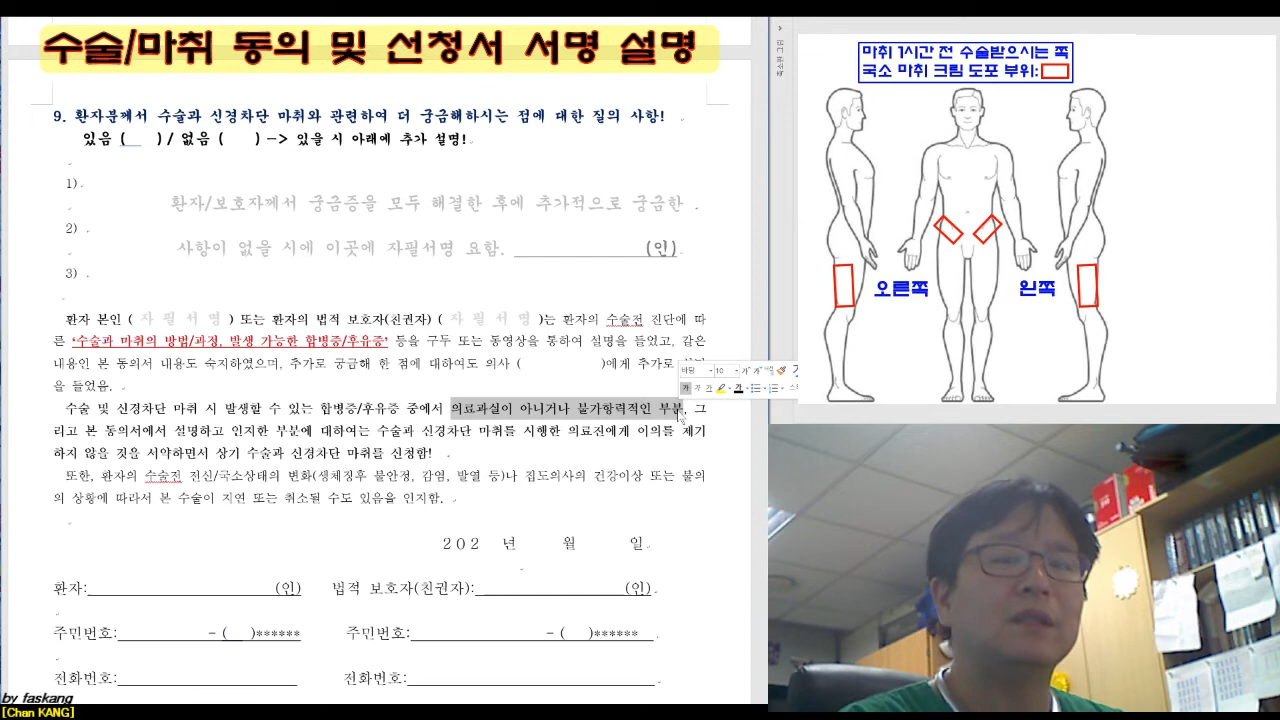 수술/마취 동의 및 신청서 서명 설명
9. 환자분께서 수술과 신경차단 마취와 관련하여 더 궁금해하시는 점에 대한 질의 사항!
있음 ( ) / 없음 ( ) -> 있을 시 아래에 추가 설명!
1)
환자/보호자께서 궁금증을 모두 해결한 후에 추가적으로 궁금한
2)
사항이 없을 시에 이곳에 자필서명 요함. (인)
3)
환자 본인 ( 자 필 서 명 ) 또는 환자의 법적 보호자(친권자) ( 자 필 서 명 )는 환자의 수술전 진단에 따
른 '수술과 마취의 방법/과정, 발생 가능한 합병증/후유증' 등을 구두 또는 동영상을 통하여 설명을 들었고, 같은
내용인 본 동의서 내용도 숙지하였으며, 추가로 궁금해 한 점에 대하여도 의사 ( )에게 추가로
을 들었음.
수술 및 신경차단 마취 시 발생할 수 있는 합병증/후유증 중에서 의료과실이 아니거나 불가항력적인 부분, 그
리고 본 동의서에서 설명하고 인지한 부분에 대하여는 수술과 신경차단 마취를 시행한 의료진에게 이의를 제기
하지 않을 것을 서약하면서 상기 수술과 신경차단 마취를 신청함!
또한, 환자의 수술전 전신/국소상태의 변화(생체징후 불안정, 감염, 발열 등)나 집도의사의 건강이상 또는 불의
의 상황에 따라서 본 수술이 지연 또는 취소될 수도 있음을 인지함.
202 년 월 일
환자: (인) 법적 보호자(친권자): (인)
주민번호: - ( )****** 주민번호: - ( )******
전화번호: 전화번호:
by faskang
[Chan KANG]
바탕 10
가 가 가 가
마취 1시간 전 수술받으시는 쪽
국소 마취 크림 도포 부위:
오른쪽 왼쪽